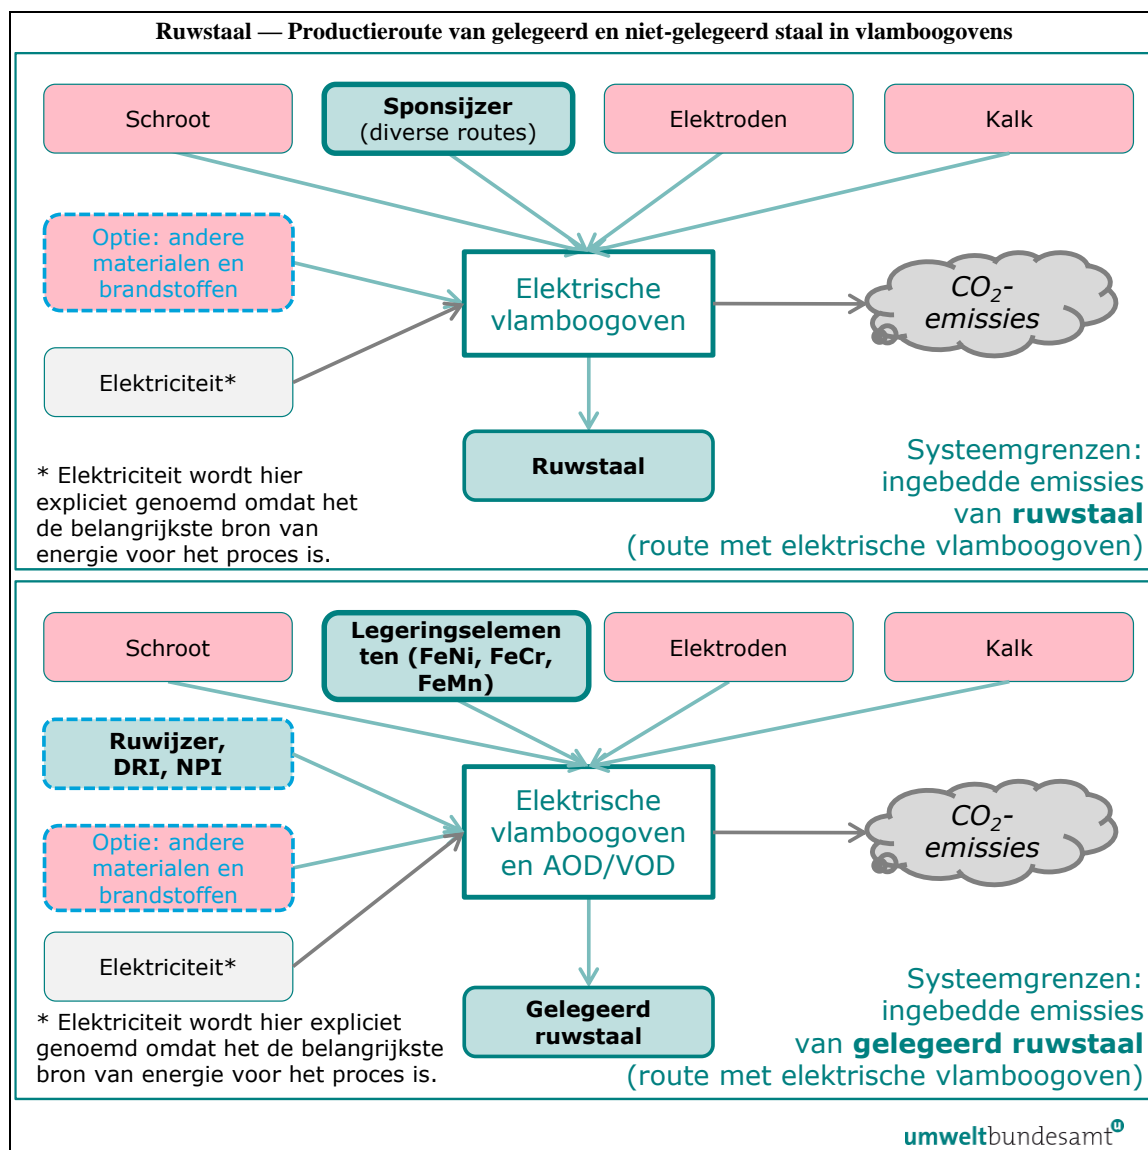 Ruwstaal — Productieroute van gelegeerd en niet-gelegeerd staal in vlamboogovens
Schroot
Sponsijzer
(diverse routes)
Elektroden
Kalk
Optie: andere
materialen en
brandstoffen
Elektrische
vlamboogoven
CO₂-
emissies
Elektriciteit*
Ruwstaal
* Elektriciteit wordt hier
expliciet genoemd omdat het
de belangrijkste bron van
energie voor het proces is.
Systeemgrenzen:
ingebedde emissies
van ruwstaal
(route met elektrische vlamboogoven)
Schroot
Legeringselemen
ten (FeNi, FeCr,
FeMn)
Elektroden
Kalk
Ruwijzer,
DRI, NPI
Optie: andere
materialen en
brandstoffen
Elektrische
vlamboogoven
en AOD/VOD
CO₂-
emissies
Elektriciteit*
Gelegeerd
ruwstaal
* Elektriciteit wordt hier expliciet
genoemd omdat het de belangrijkste
bron van energie voor het proces is.
Systeemgrenzen:
ingebedde emissies
van gelegeerd ruwstaal
(route met elektrische vlamboogoven)
umweltbundesamt<sup>u</sup>